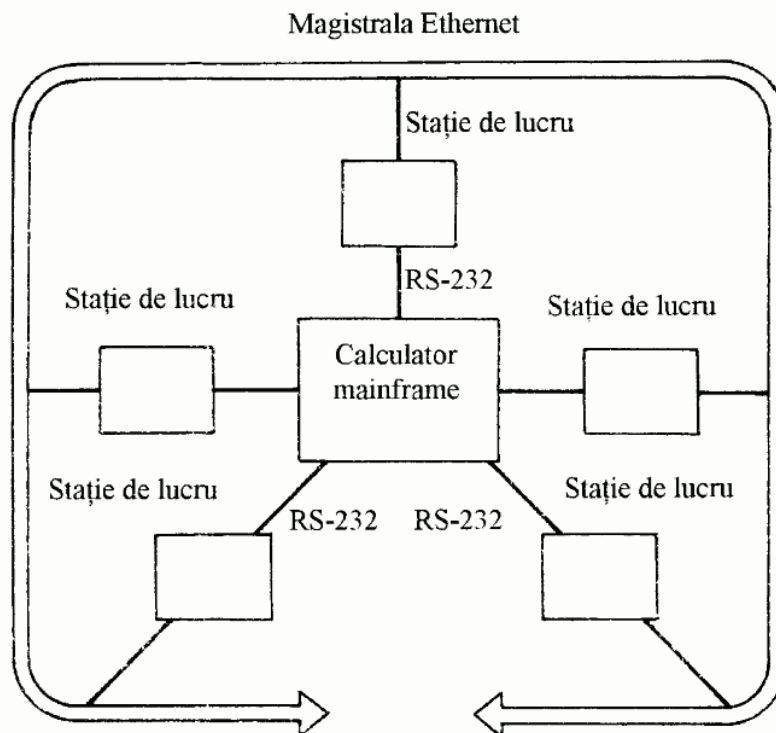 Magistrala Ethernet
Stație de lucru
RS-232
Stație de lucru
Stație de lucru
Calculator
mainframe
Stație de lucru
Stație de lucru
RS-232
RS-232